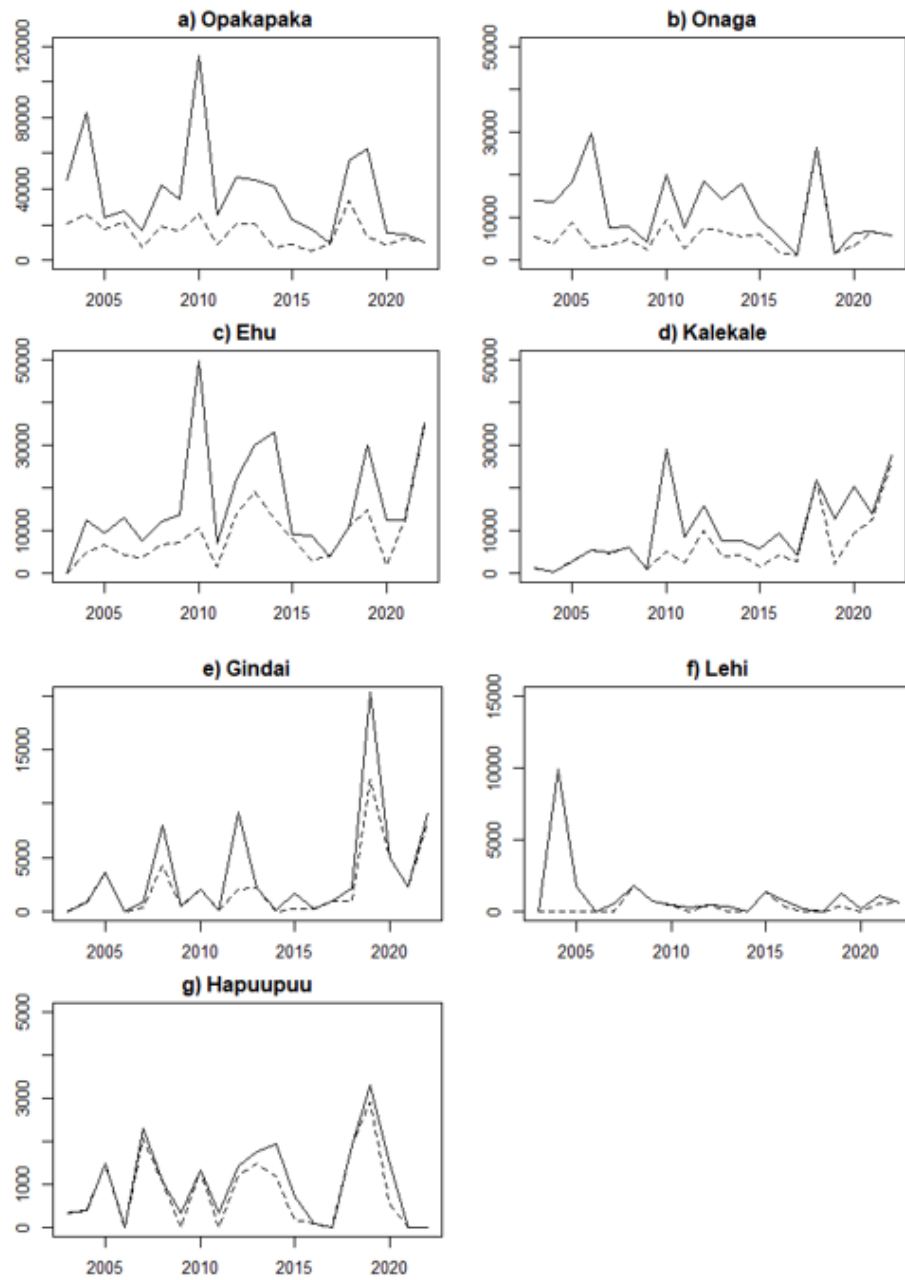 a) Opakapaka
0 40000 80000 120000
2005 2010 2015 2020
b) Onaga
0 10000 30000 50000
2005 2010 2015 2020
c) Ehu
0 10000 30000 50000
2005 2010 2015 2020
d) Kalekale
0 10000 30000 50000
2005 2010 2015 2020
e) Gindai
0 5000 15000
2005 2010 2015 2020
f) Lehi
0 5000 10000 15000
2005 2010 2015 2020
g) Hapuupuu
0 1000 3000 5000
2005 2010 2015 2020